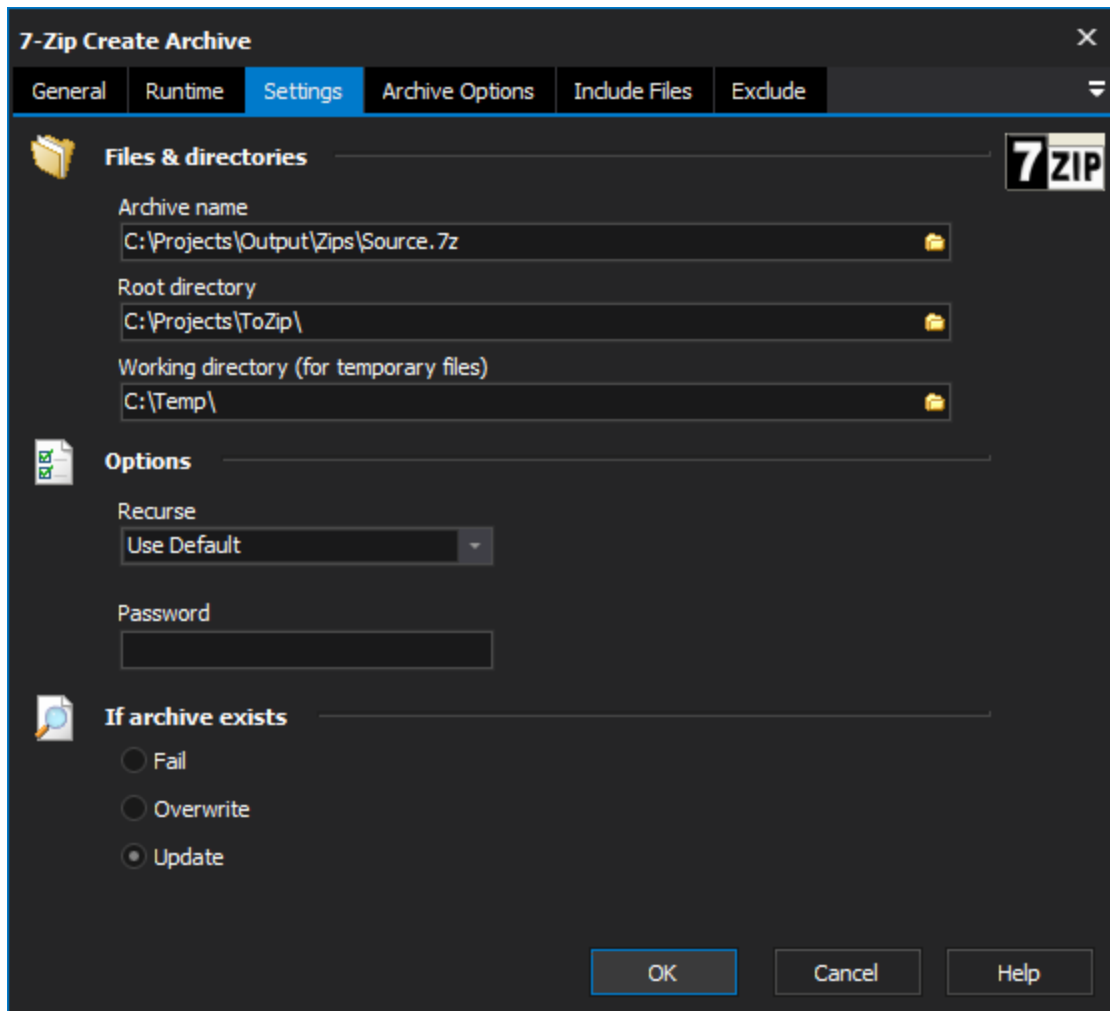 7-Zip Create Archive
General Runtime Settings Archive Options Include Files Exclude
Files & directories
7 ZIP
Archive name
C:\Projects\Output\Zips\Source.7z
Root directory
C:\Projects\ToZip\
Working directory (for temporary files)
C:\Temp\
Options
Recurse
Use Default
Password
If archive exists
Fail
Overwrite
Update
OK Cancel Help